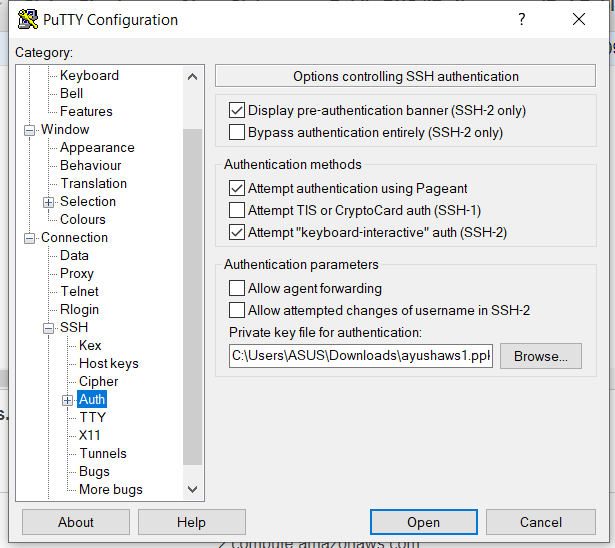 PuTTY Configuration
? ×
Category:
Keyboard
Bell
Features
Window
Appearance
Behaviour
Translation
Selection
Colours
Connection
Data
Proxy
Telnet
Rlogin
SSH
Kex
Host keys
Cipher
Auth
TTY
X11
Tunnels
Bugs
More bugs
Options controlling SSH authentication
Display pre-authentication banner (SSH-2 only)
Bypass authentication entirely (SSH-2 only)
Authentication methods
Attempt authentication using Pageant
Attempt TIS or CryptoCard auth (SSH-1)
Attempt "keyboard-interactive" auth (SSH-2)
Authentication parameters
Allow agent forwarding
Allow attempted changes of username in SSH-2
Private key file for authentication:
C:\Users\ASUS\Downloads\ayushaws1.ppk
Browse...
About
Help
Open
Cancel
2 compute amazonaws com